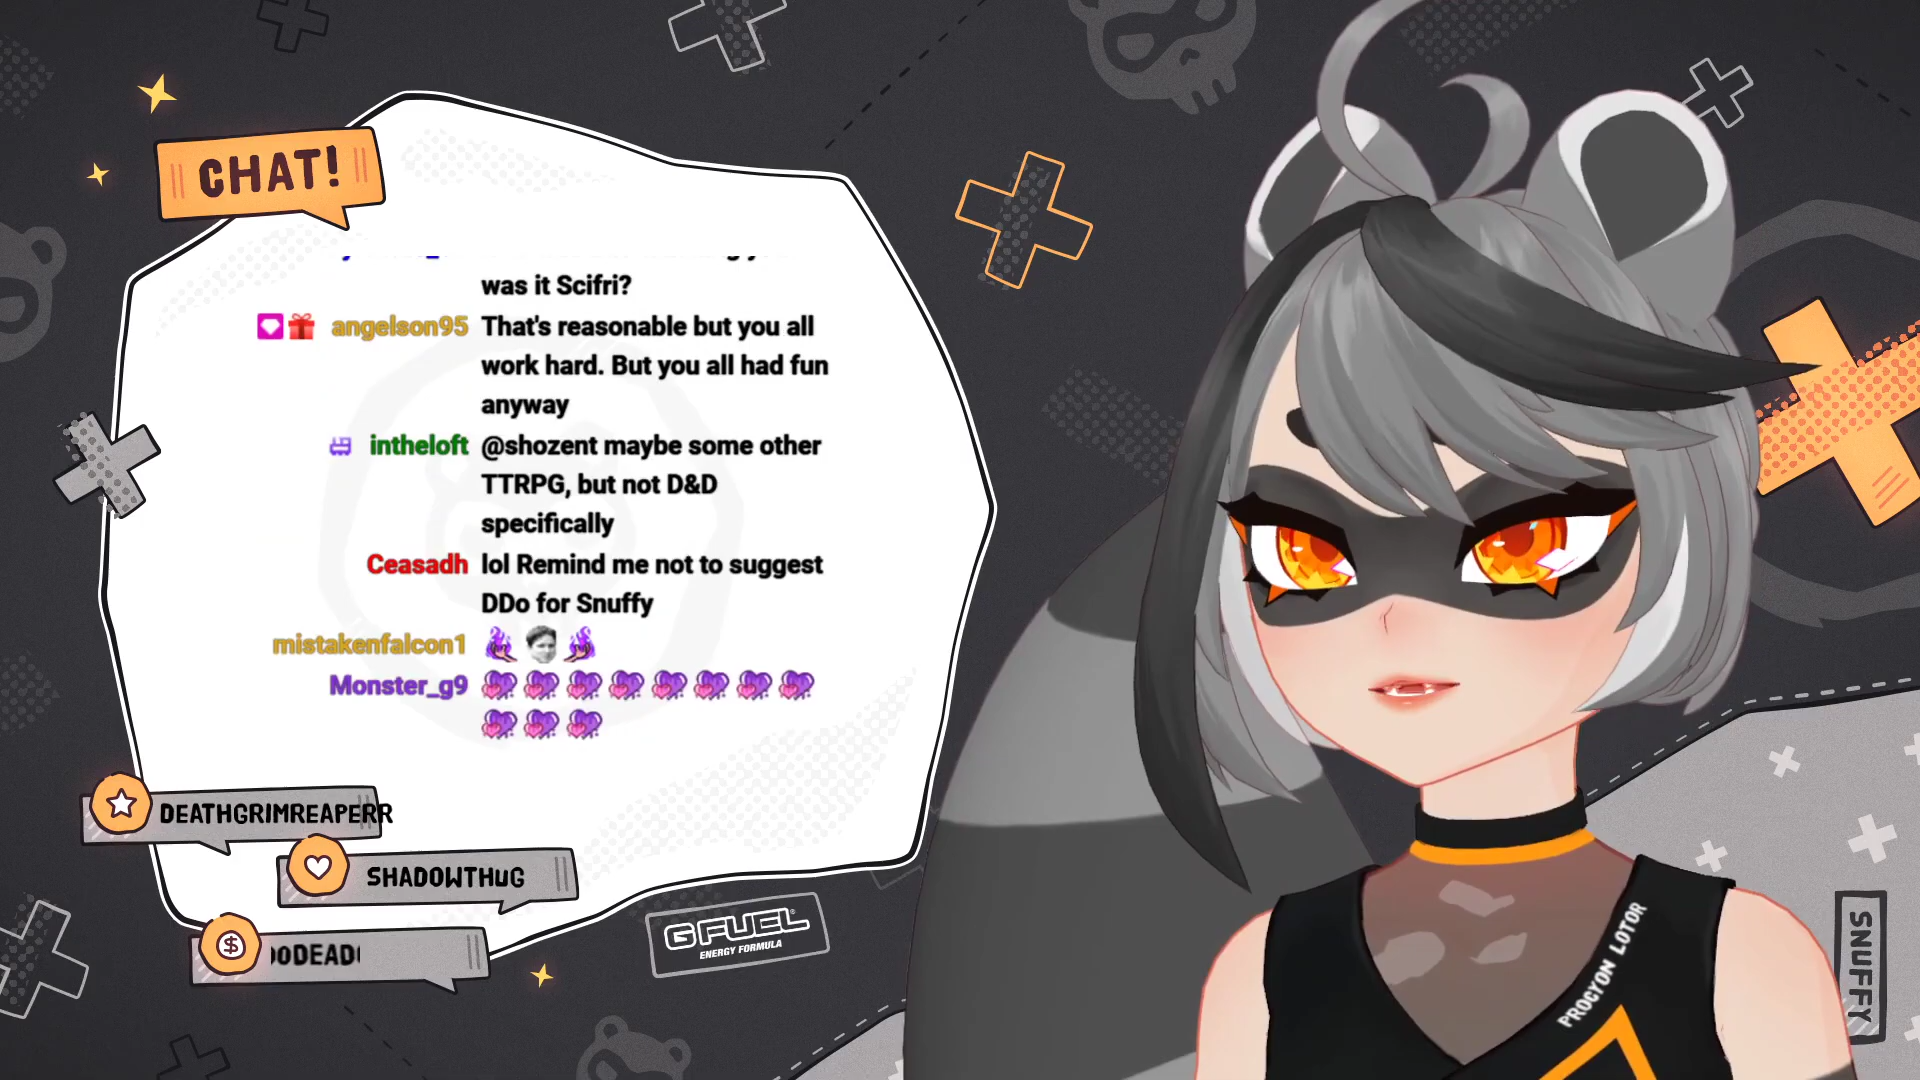 CHAT!
was it Scifri?
angelson95 That's reasonable but you all
work hard. But you all had fun
anyway
intheloft @shozent maybe some other
TTRPG, but not D&D
specifically
Ceasadh lol Remind me not to suggest
DDo for Snuffy
mistakenfalcon1
Monster_g9
DEATHGRIMREAPERR
SHADOWTHUG
GFUEL
ENERGY FORMULA
PROCYON LOTOR
SNUFFY